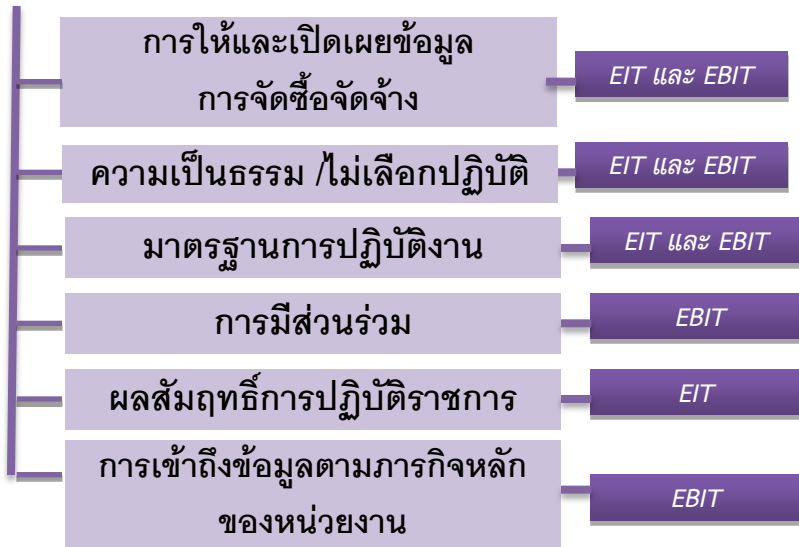 การให้และเปิดเผยข้อมูล
การจัดซื้อจัดจ้าง
EIT และ EBIT
ความเป็นธรรม /ไม่เลือกปฏิบัติ
EIT และ EBIT
มาตรฐานการปฏิบัติงาน
EIT และ EBIT
การมีส่วนร่วม
EBIT
ผลสัมฤทธิ์การปฏิบัติราชการ
EIT
การเข้าถึงข้อมูลตามภารกิจหลัก
ของหน่วยงาน
EBIT